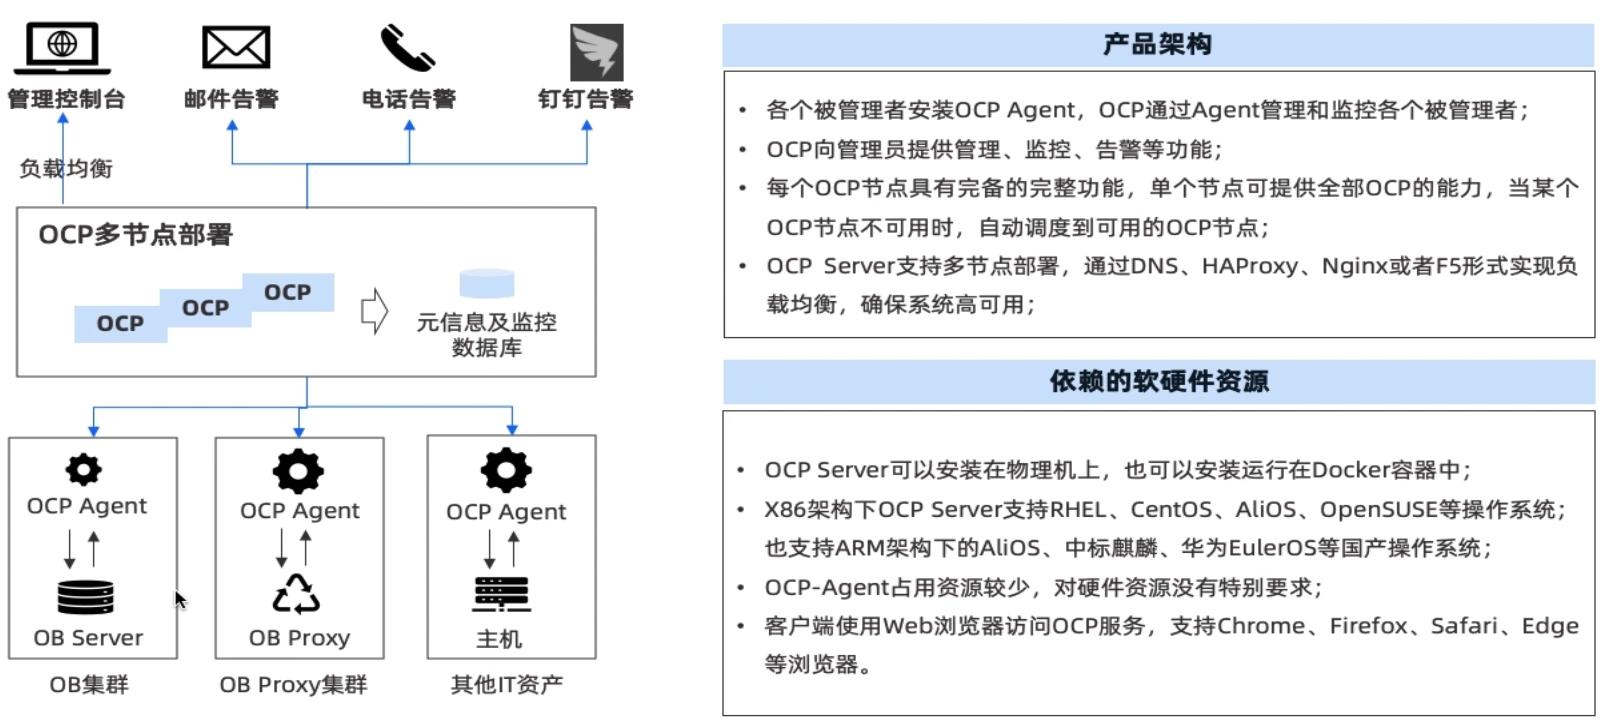 管理控制台
邮件告警
电话告警
钉钉告警
负载均衡
OCP多节点部署
OCP
OCP
OCP
元信息及监控
数据库
OCP Agent
OCP Agent
OCP Agent
OB Server
OB Proxy
主机
OB集群
OB Proxy集群
其他IT资产
产品架构
• 各个被管理者安装OCP Agent，OCP通过Agent管理和监控各个被管理者；
• OCP向管理员提供管理、监控、告警等功能；
• 每个OCP节点具有完备的完整功能，单个节点可提供全部OCP的能力，当某个
OCP节点不可用时，自动调度到可用的OCP节点；
• OCP Server支持多节点部署，通过DNS、HAProxy、Nginx或者F5形式实现负
载均衡，确保系统高可用；
依赖的软硬件资源
• OCP Server可以安装在物理机上，也可以安装运行在Docker容器中；
• X86架构下OCP Server支持RHEL、CentOS、AliOS、OpenSUSE等操作系统；
也支持ARM架构下的AliOS、中标麒麟、华为EulerOS等国产操作系统；
• OCP-Agent占用资源较少，对硬件资源没有特别要求；
• 客户端使用Web浏览器访问OCP服务，支持Chrome、Firefox、Safari、Edge
等浏览器。